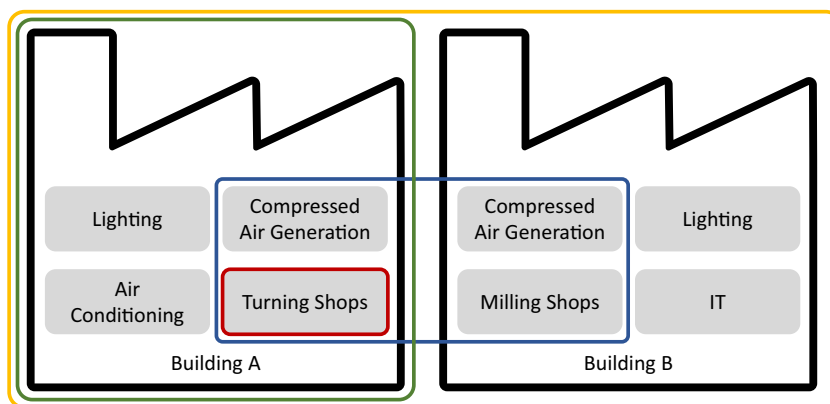 Lighting
Compressed
Air Generation
Compressed
Air Generation
Lighting
Air
Conditioning
Turning Shops
Milling Shops
IT
Building A
Building B